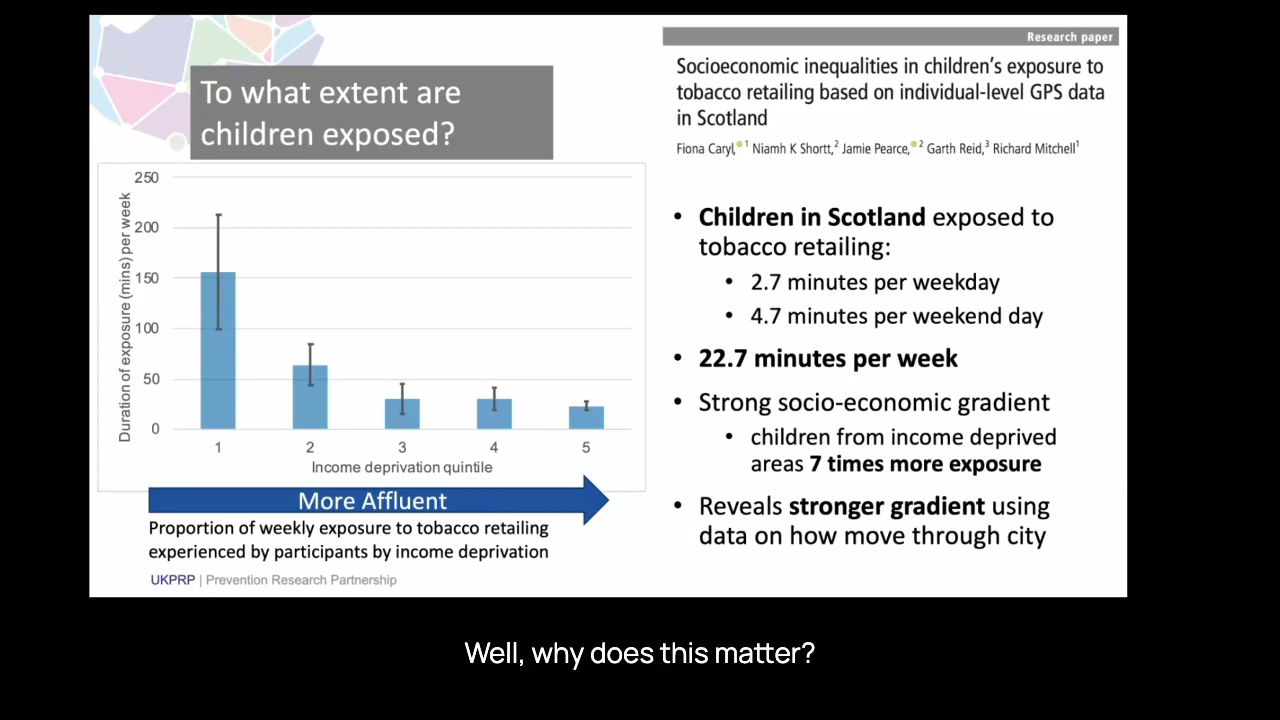 To what extent are
children exposed?
250
200
150
100
50
0
Duration of exposure (mins) per week
1 2 3 4 5
Income deprivation quintile
More Affluent
Proportion of weekly exposure to tobacco retailing
experienced by participants by income deprivation
UKPRP | Prevention Research Partnership
Research paper
Socioeconomic inequalities in children's exposure to
tobacco retailing based on individual-level GPS data
in Scotland
Fiona Caryl,1 Niamh K Shortt,2 Jamie Pearce,2 Garth Reid,3 Richard Mitchell1
• Children in Scotland exposed to
tobacco retailing:
• 2.7 minutes per weekday
• 4.7 minutes per weekend day
• 22.7 minutes per week
• Strong socio-economic gradient
• children from income deprived
areas 7 times more exposure
• Reveals stronger gradient using
data on how move through city
Well, why does this matter?